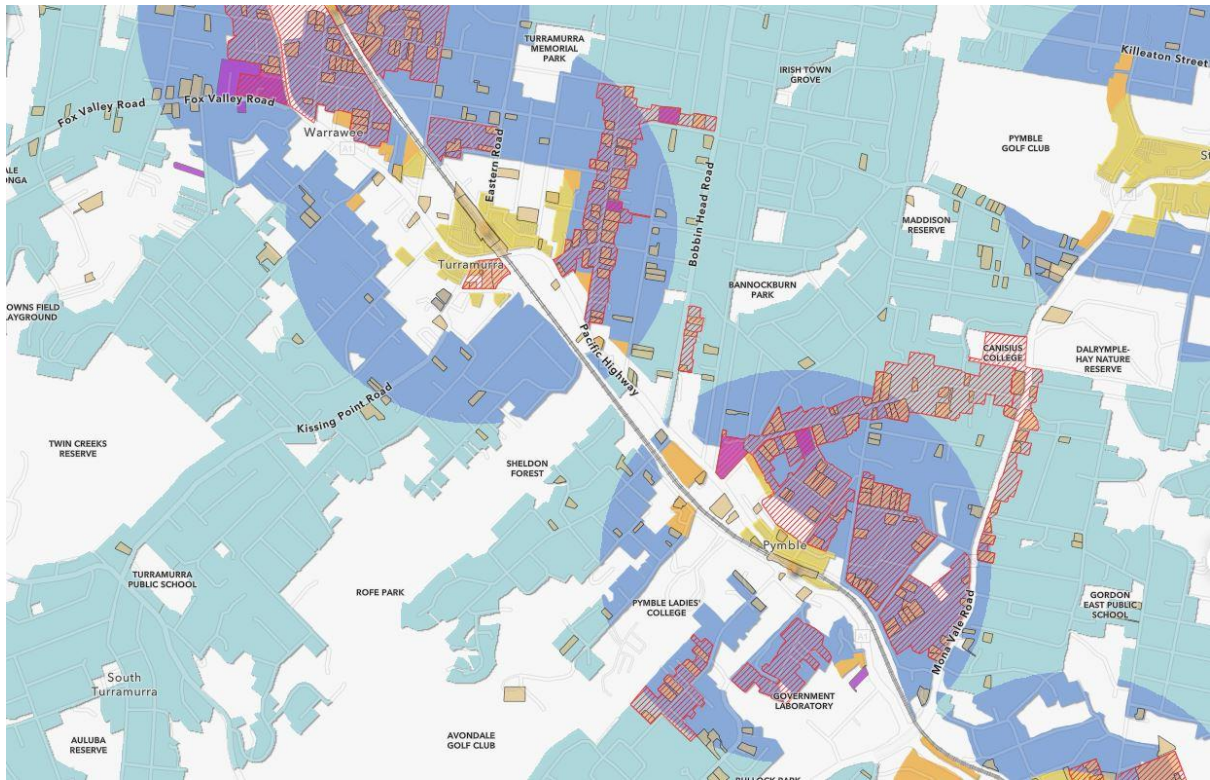 TURRAMURRA
MEMORIAL
PARK
Killeaton Street
IRISH TOWN
GROVE
Fox Valley Road
Fox Valley Road
Warrawee
PYMBLE
GOLF CLUB
A1
Eastern Road
Bobbin Head Road
MADDISON
RESERVE
Turramurra
BANNOCKBURN
PARK
Pacific Highway
CANISIUS
COLLEGE
DALRYMPLE-
HAY NATURE
RESERVE
Kissing Point Road
TWIN CREEKS
RESERVE
SHELDON
FOREST
Pymble
TURRAMURRA
PUBLIC SCHOOL
ROFE PARK
PYMBLE LADIES'
COLLEGE
GORDON
EAST PUBLIC
SCHOOL
A1
Mona Vale Road
South
Turramurra
GOVERNMENT
LABORATORY
AULUBA
RESERVE
AVONDALE
GOLF CLUB